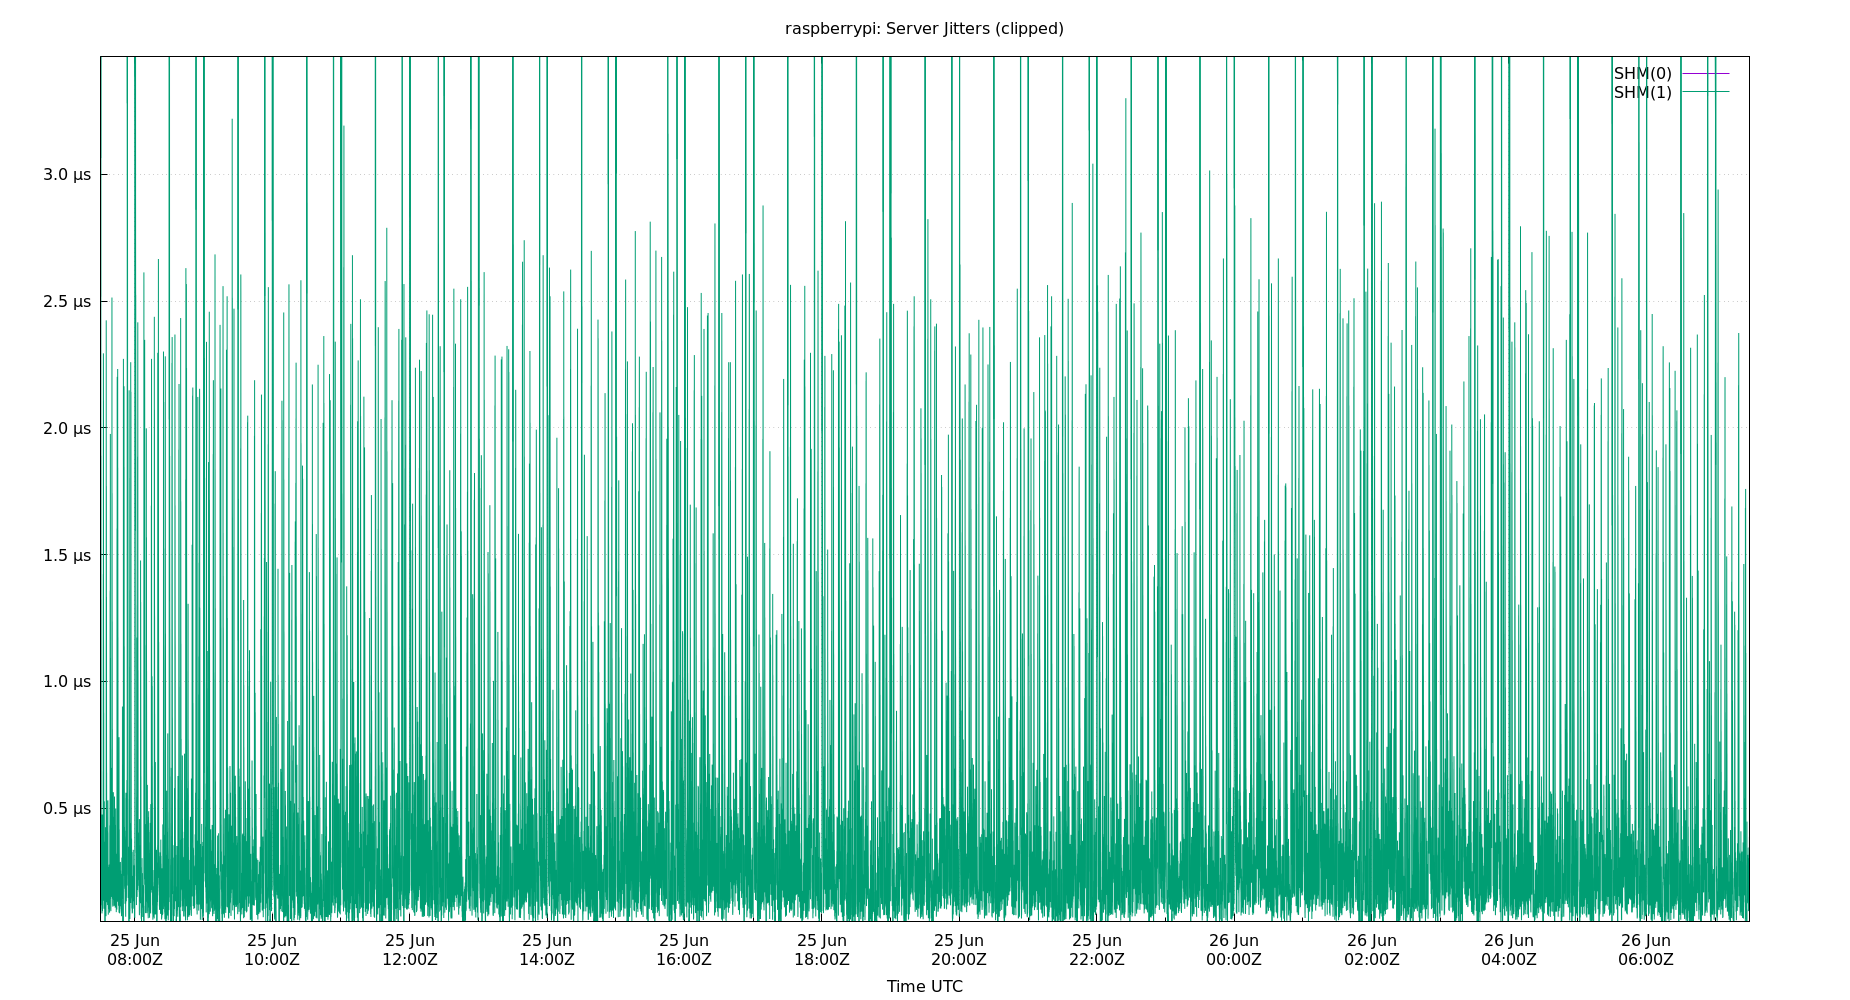 raspberrypi: Server Jitters (clipped)
SHM(0)
SHM(1)
3.0 µs
2.5 µs
2.0 µs
1.5 µs
1.0 µs
0.5 µs
25 Jun 25 Jun 25 Jun 25 Jun 25 Jun 25 Jun 25 Jun 25 Jun 26 Jun 26 Jun 26 Jun 26 Jun
08:00Z 10:00Z 12:00Z 14:00Z 16:00Z 18:00Z 20:00Z 22:00Z 00:00Z 02:00Z 04:00Z 06:00Z
Time UTC